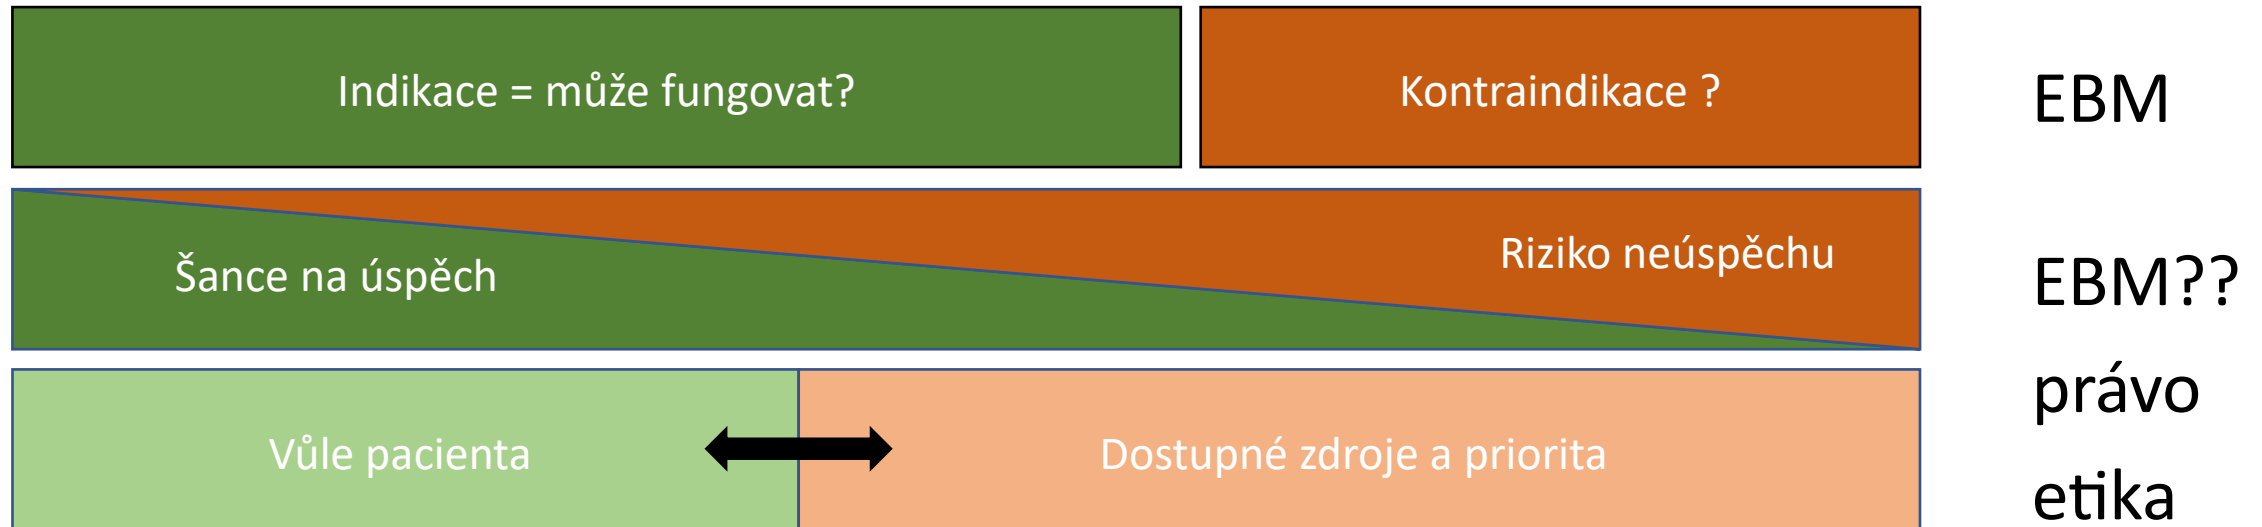 Indikace = může fungovat?
Kontraindikace ?
EBM
Šance na úspěch
Riziko neúspěchu
EBM??
právo
Vůle pacienta
Dostupné zdroje a priorita
etika